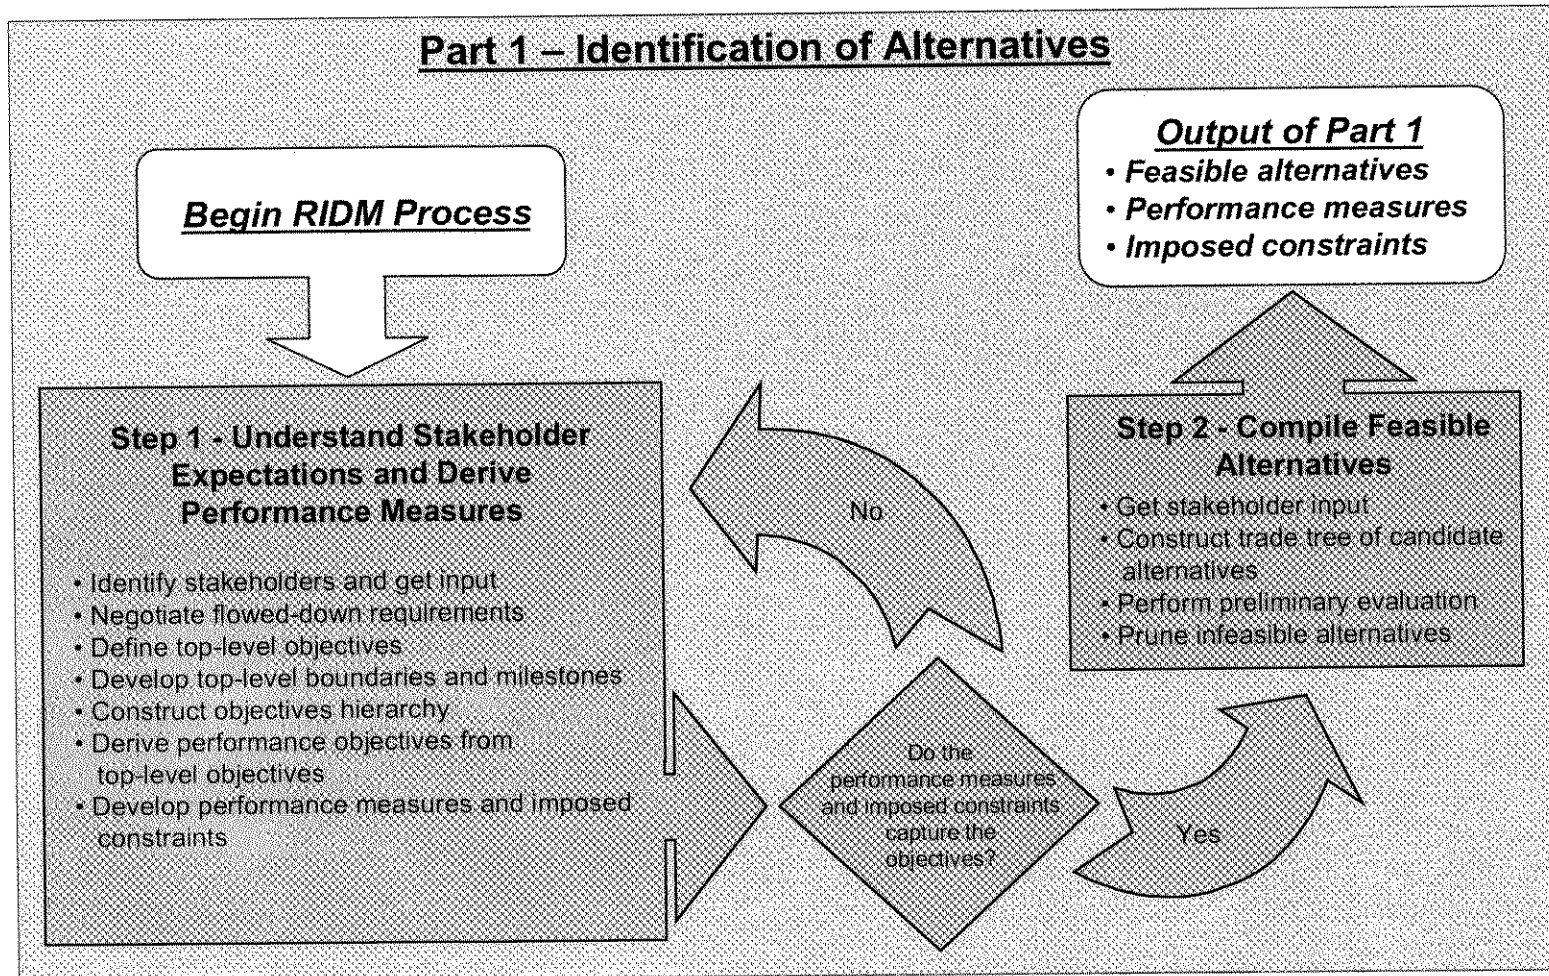 Part 1 – Identification of Alternatives
Begin RIDM Process
Output of Part 1
• Feasible alternatives
• Performance measures
• Imposed constraints
Step 1 - Understand Stakeholder
Expectations and Derive
Performance Measures
• Identify stakeholders and get input
• Negotiate flowed-down requirements
• Define top-level objectives
• Develop top-level boundaries and milestones
• Construct objectives hierarchy
• Derive performance objectives from
top-level objectives
• Develop performance measures and imposed
constraints
No
Do the
performance measures
and imposed constraints
capture the
objectives?
Yes
Step 2 - Compile Feasible
Alternatives
• Get stakeholder input
• Construct trade tree of candidate
alternatives
• Perform preliminary evaluation
• Prune infeasible alternatives